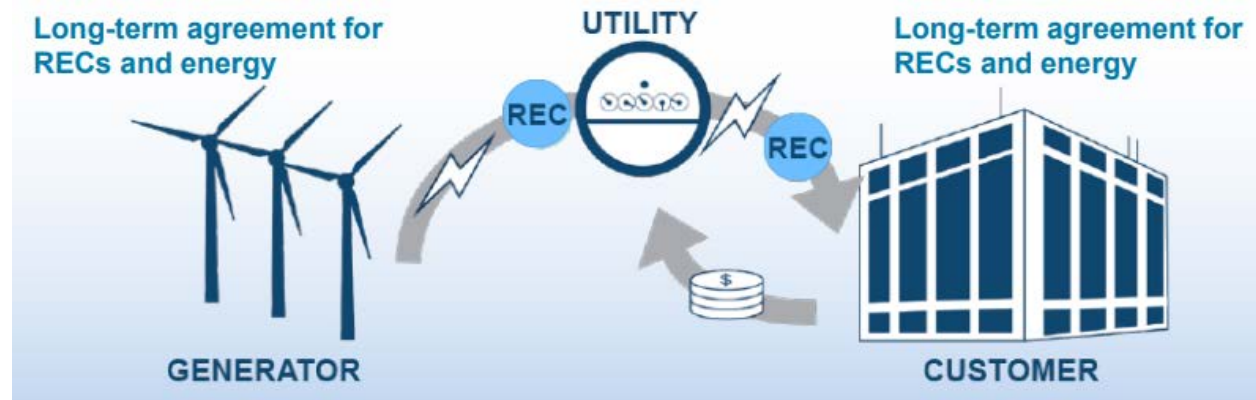 Long-term agreement for
RECs and energy
UTILITY
Long-term agreement for
RECs and energy
REC
REC
$
GENERATOR
CUSTOMER